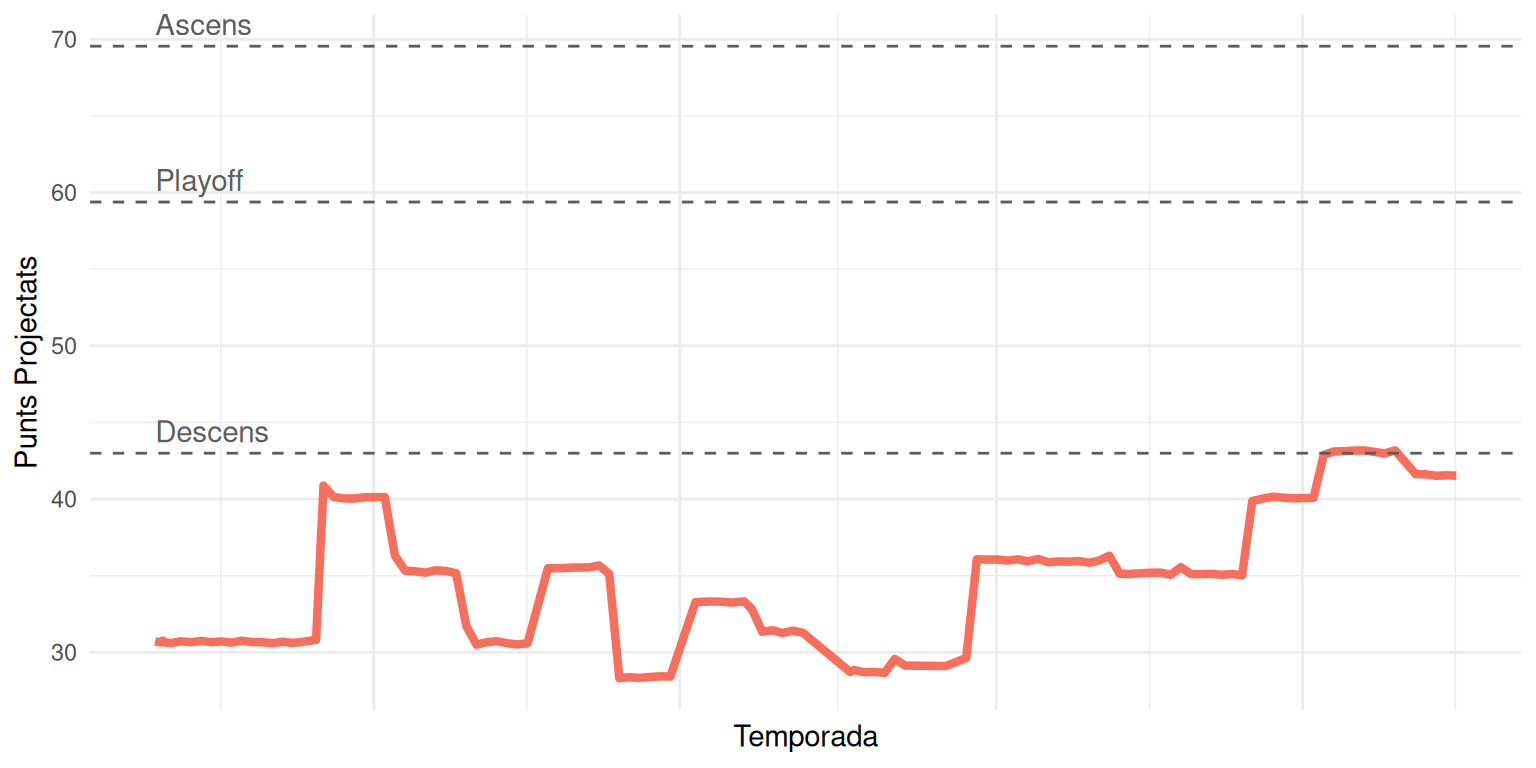 Ascens
70
Playoff
60
50
Descens
40
30
Punts Projectats
Temporada